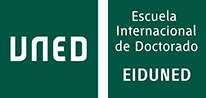 UNED
Escuela
Internacional
de Doctorado
EIDUNED